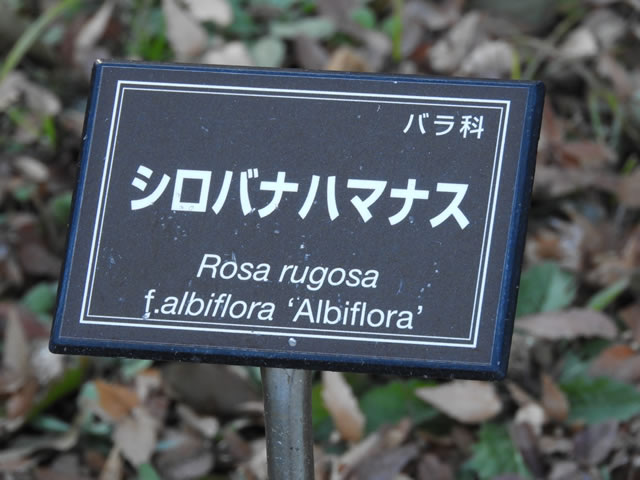 バラ科
シロバナハマナス
Rosa rugosa
f.albiflora ‘Albiflora’